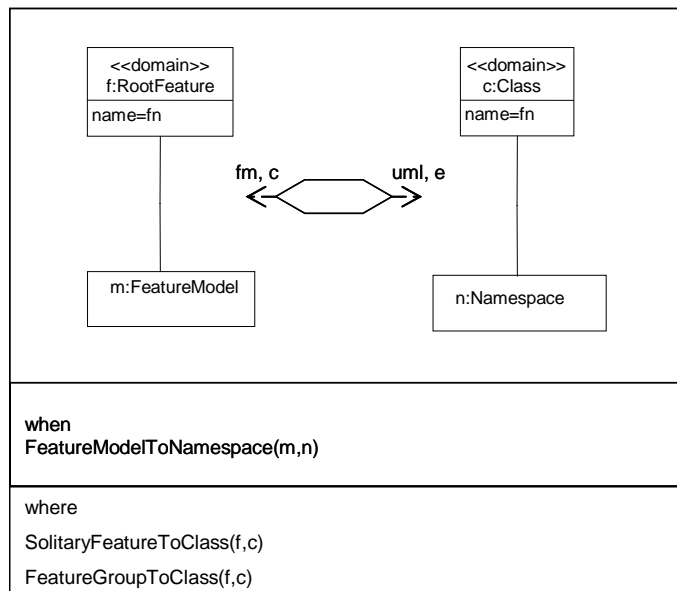 <<domain>>
f:RootFeature
name=fn
<<domain>>
c:Class
name=fn
fm, c
uml, e
m:FeatureModel
n:Namespace
when
FeatureModelToNamespace(m,n)
where
SolitaryFeatureToClass(f,c)
FeatureGroupToClass(f,c)